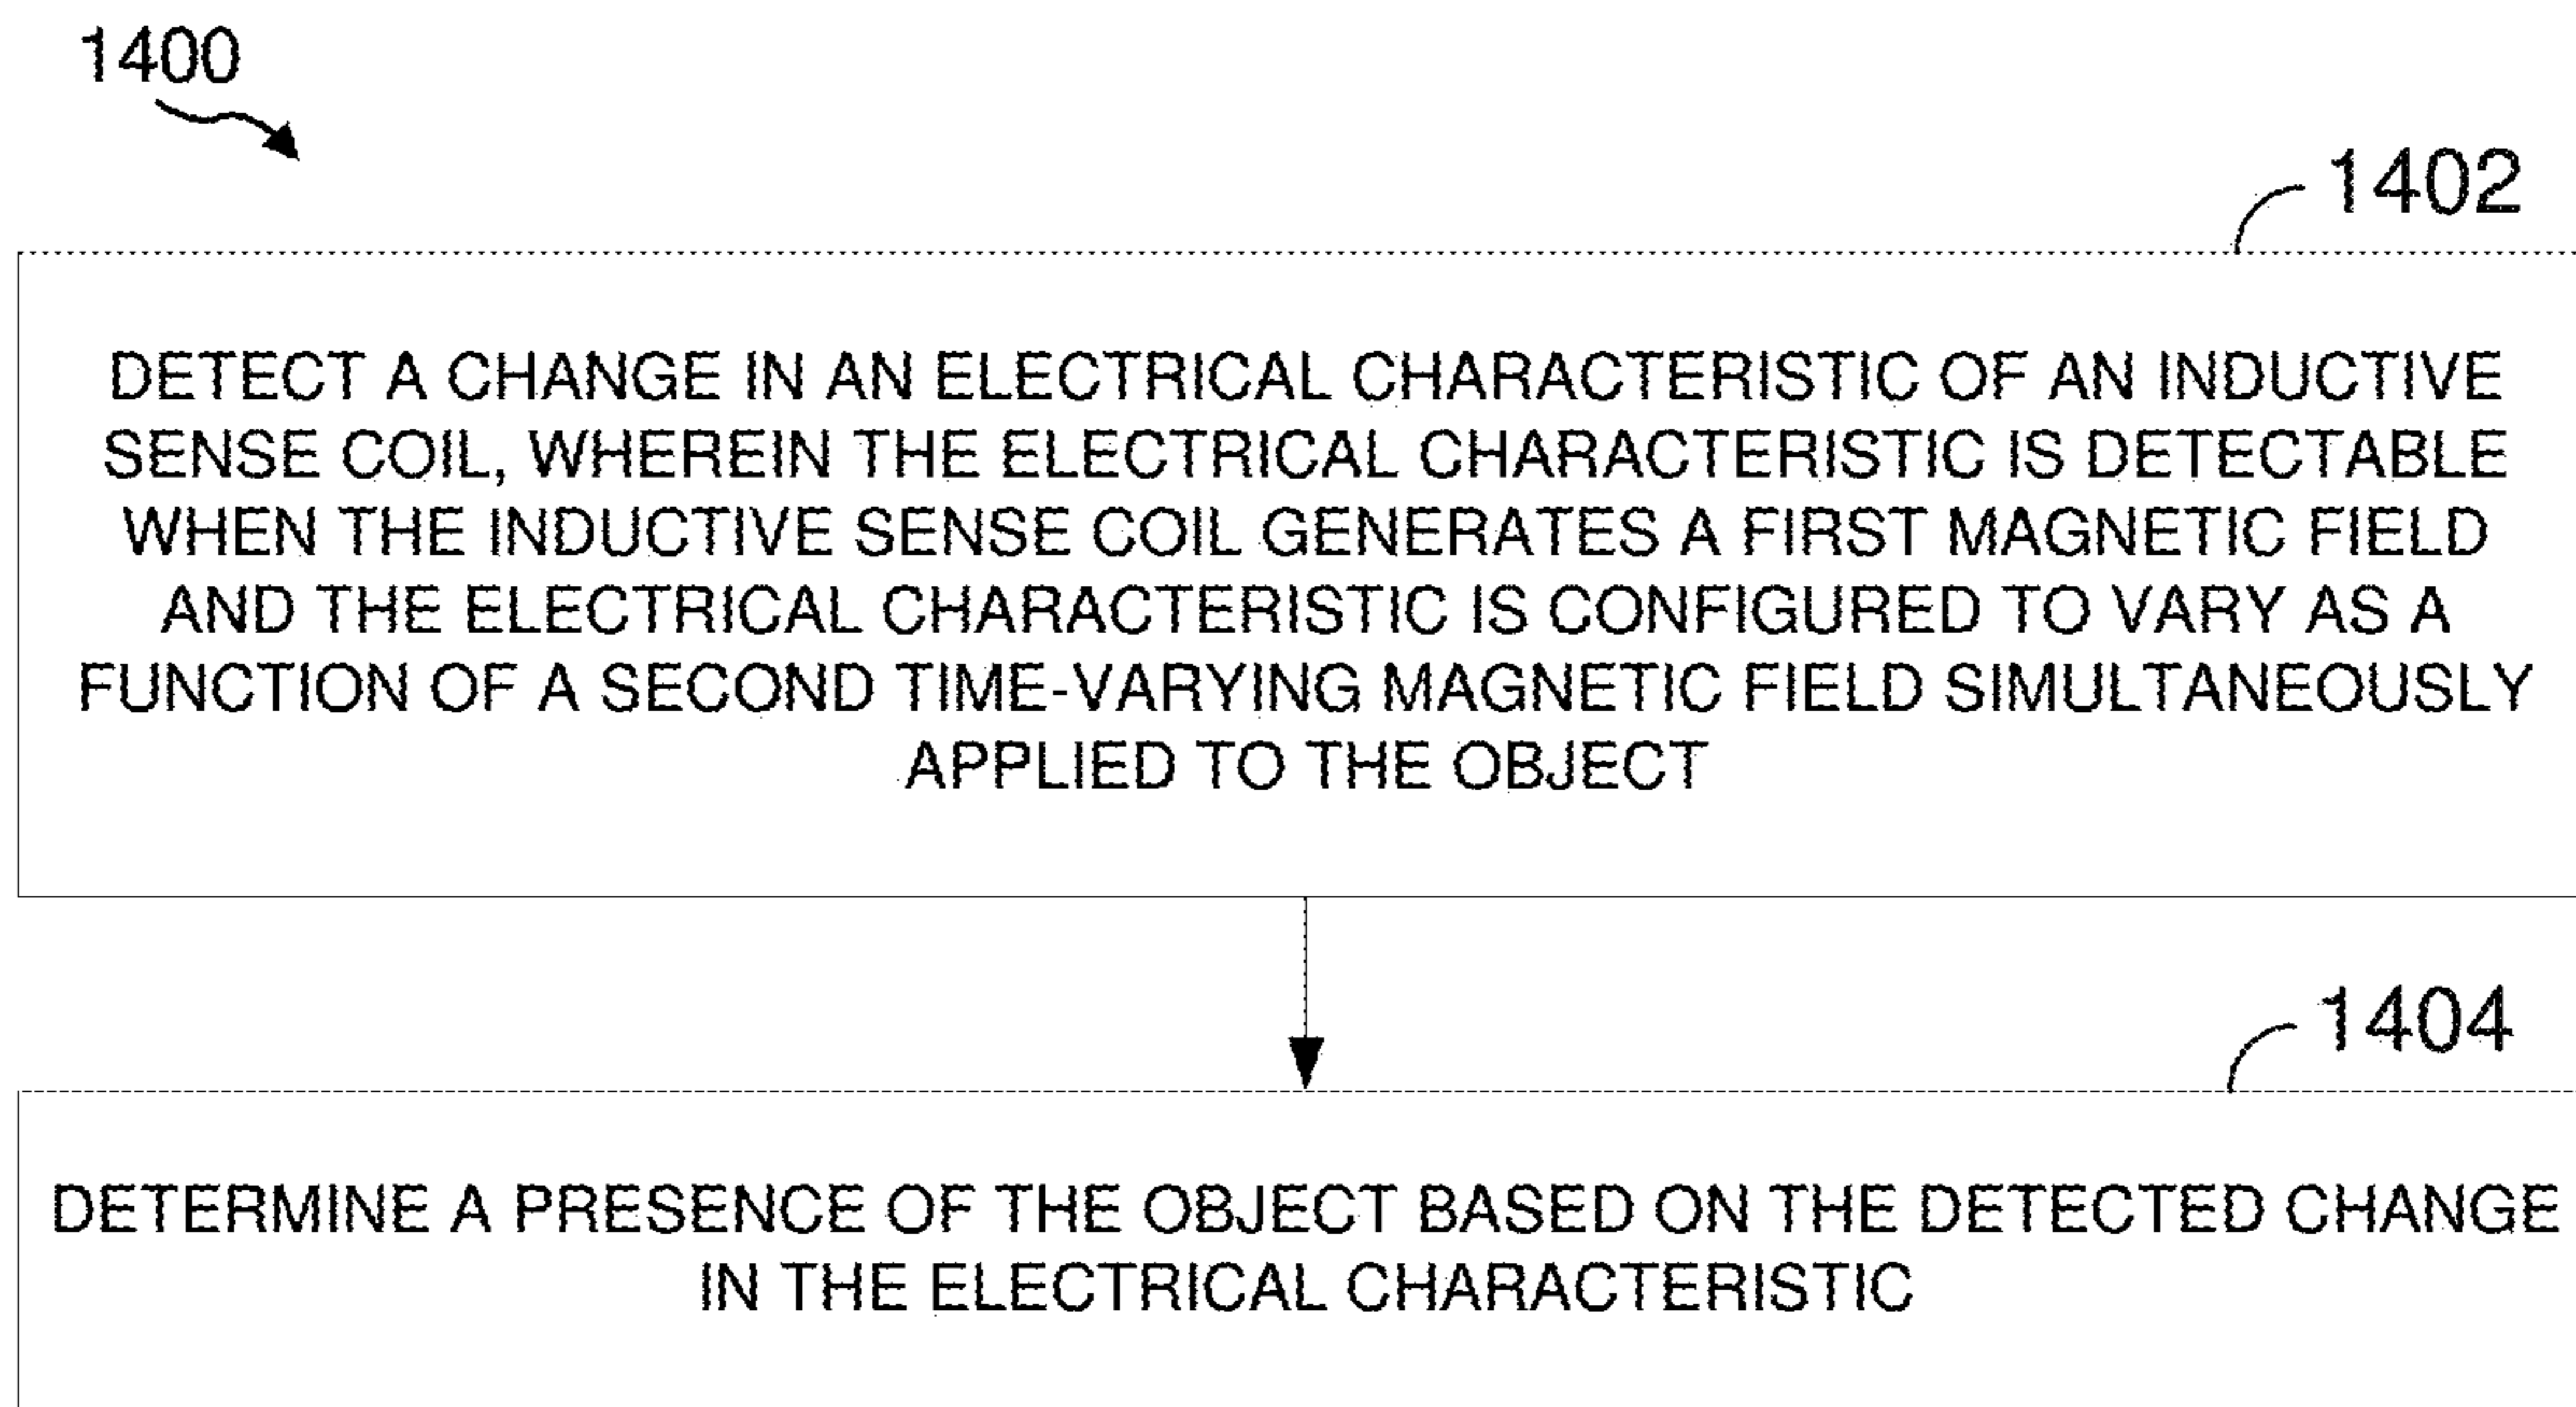 1400
1402
DETECT A CHANGE IN AN ELECTRICAL CHARACTERISTIC OF AN INDUCTIVE
SENSE COIL, WHEREIN THE ELECTRICAL CHARACTERISTIC IS DETECTABLE
WHEN THE INDUCTIVE SENSE COIL GENERATES A FIRST MAGNETIC FIELD
AND THE ELECTRICAL CHARACTERISTIC IS CONFIGURED TO VARY AS A
FUNCTION OF A SECOND TIME-VARYING MAGNETIC FIELD SIMULTANEOUSLY
APPLIED TO THE OBJECT
1404
DETERMINE A PRESENCE OF THE OBJECT BASED ON THE DETECTED CHANGE
IN THE ELECTRICAL CHARACTERISTIC